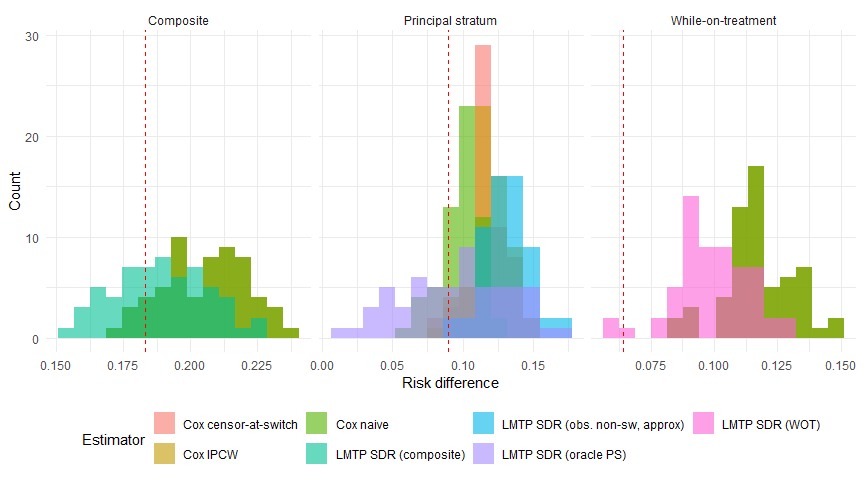 Composite
Principal stratum
While-on-treatment
30
20
10
0
Count
0.150
0.175
0.200
0.225
0.00
0.05
0.10
0.15
0.075
0.100
0.125
0.150
Risk difference
Estimator
Cox censor-at-switch
Cox naive
LMTP SDR (obs. non-sw, approx)
LMTP SDR (WOT)
Cox IPCW
LMTP SDR (composite)
LMTP SDR (oracle PS)